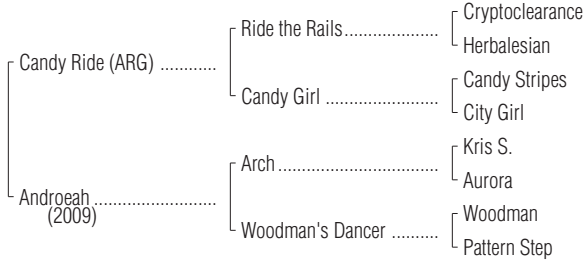 Cryptoclearance
Ride the Rails.....................
Herbalesian
Candy Ride (ARG) ............
Candy Stripes
Candy Girl ........................
City Girl
Kris S.
Arch..................................
Aurora
Androeah ..........................
(2009)
Woodman
Woodman's Dancer ..........
Pattern Step